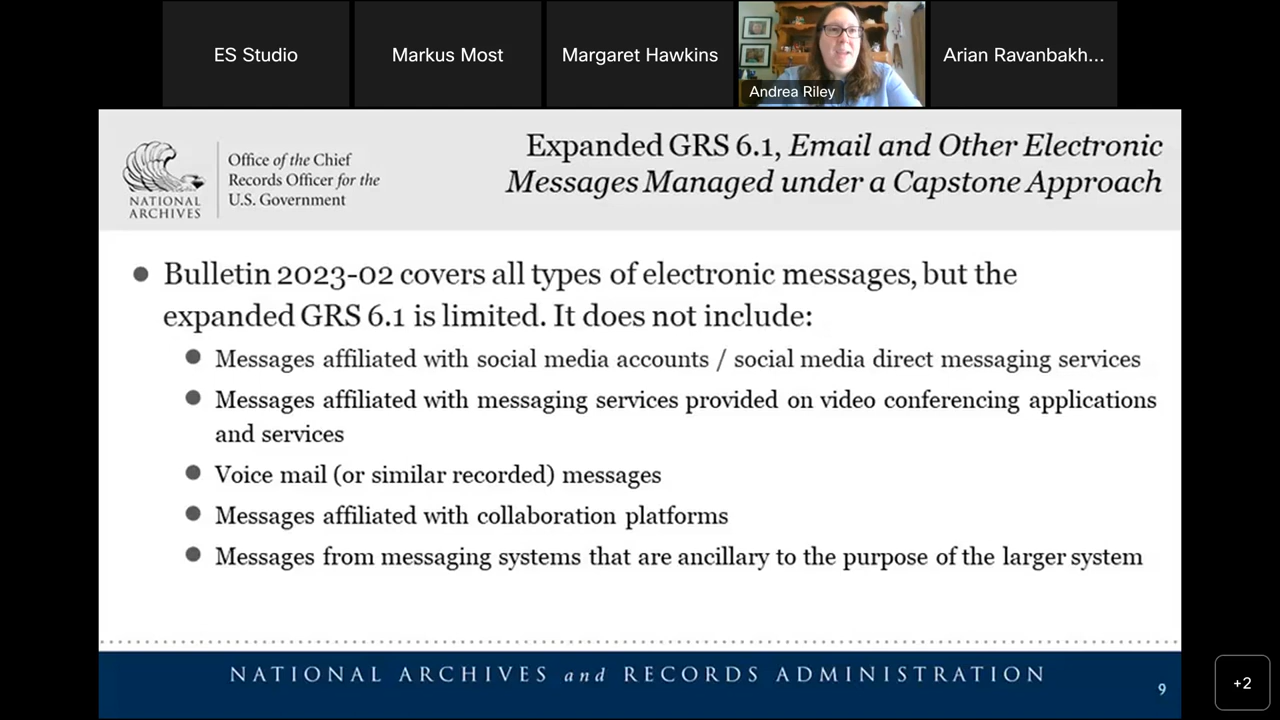 ES Studio
Markus Most
Margaret Hawkins
Andrea Riley
Arian Ravanbakh...
NATIONAL
ARCHIVES
Office of the Chief
Records Officer for the
U.S. Government
Expanded GRS 6.1, Email and Other Electronic
Messages Managed under a Capstone Approach
● Bulletin 2023-02 covers all types of electronic messages, but the
expanded GRS 6.1 is limited. It does not include:
● Messages affiliated with social media accounts / social media direct messaging services
● Messages affiliated with messaging services provided on video conferencing applications
and services
● Voice mail (or similar recorded) messages
● Messages affiliated with collaboration platforms
● Messages from messaging systems that are ancillary to the purpose of the larger system
NATIONAL ARCHIVES and RECORDS ADMINISTRATION
9
+2